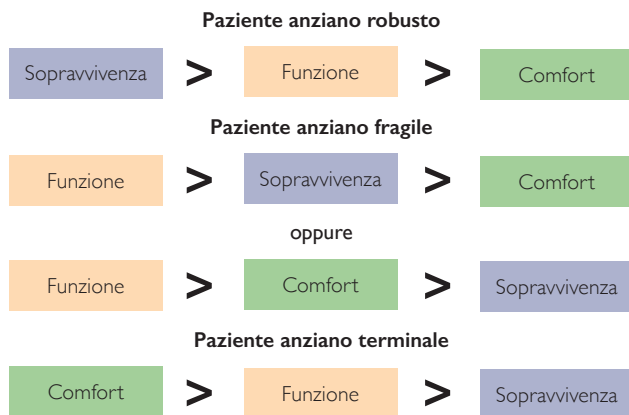 Paziente anziano robusto
Sopravvivenza > Funzione > Comfort
Paziente anziano fragile
Funzione > Sopravvivenza > Comfort
oppure
Funzione > Comfort > Sopravvivenza
Paziente anziano terminale
Comfort > Funzione > Sopravvivenza